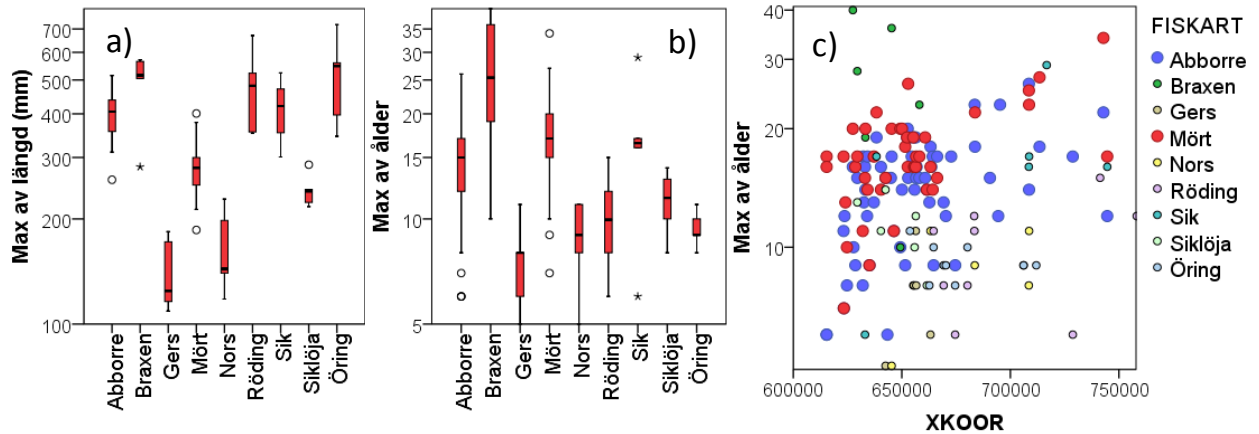 a)
Max av längd (mm)
700
600
500
400
300
200
100
Abborre
Braxen
Gers
Mört
Nors
Röding
Sik
Siklöja
Öring
b)
Max av ålder
35
30
25
20
15
10
5
Abborre
Braxen
Gers
Mört
Nors
Röding
Sik
Siklöja
Öring
c)
Max av ålder
40
30
20
10
600000
650000
700000
750000
XKOOR
FISKART
Abborre
Braxen
Gers
Mört
Nors
Röding
Sik
Siklöja
Öring